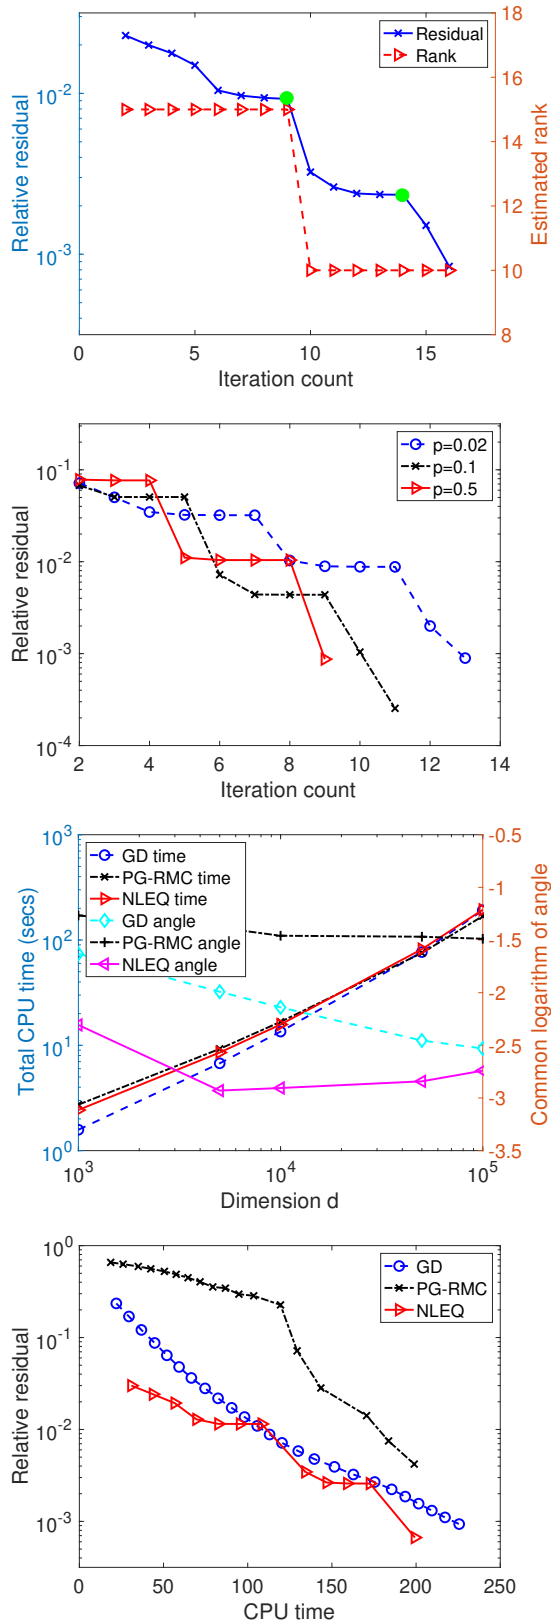 Residual
Rank
18
16
14
12
10
8
10^-2
10^-3
0
5
10
15
Relative residual
Estimated rank
Iteration count
p=0.02
p=0.1
p=0.5
10^-1
10^-2
10^-3
10^-4
2
4
6
8
10
12
14
Relative residual
Iteration count
GD time
PG-RMC time
NLEQ time
GD angle
PG-RMC angle
NLEQ angle
10^3
10^2
10^1
10^0
-0.5
-1
-1.5
-2
-2.5
-3
-3.5
10^3
10^4
10^5
Total CPU time (secs)
Common logarithm of angle
Dimension d
GD
PG-RMC
NLEQ
10^0
10^-1
10^-2
10^-3
0
50
100
150
200
250
Relative residual
CPU time